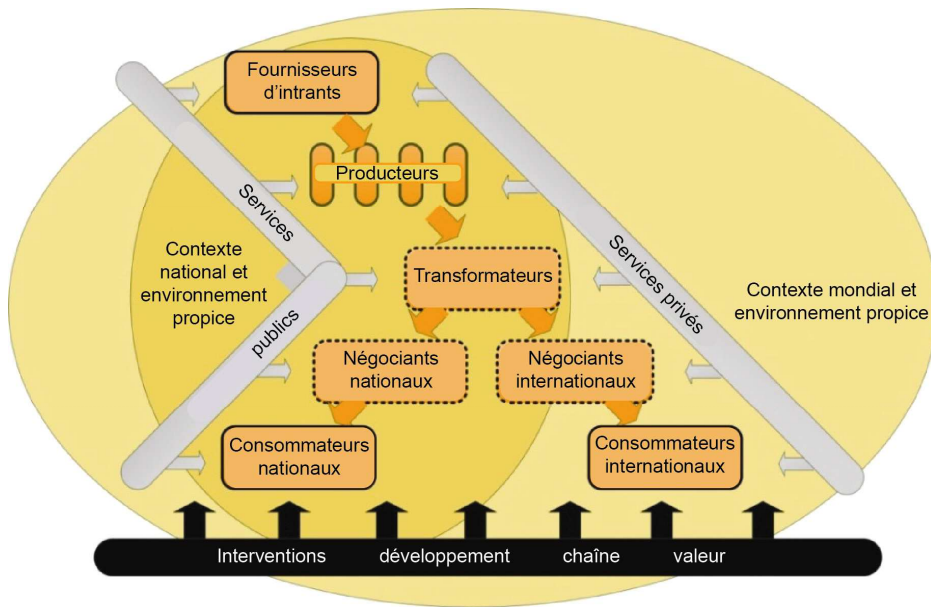 Fournisseurs
d'intrants
Producteurs
Services
publics
Contexte
national et
environnement
propice
Transformateurs
Services privés
Contexte mondial et
environnement propice
Négociants
nationaux
Négociants
internationaux
Consommateurs
nationaux
Consommateurs
internationaux
Interventions développement chaîne valeur